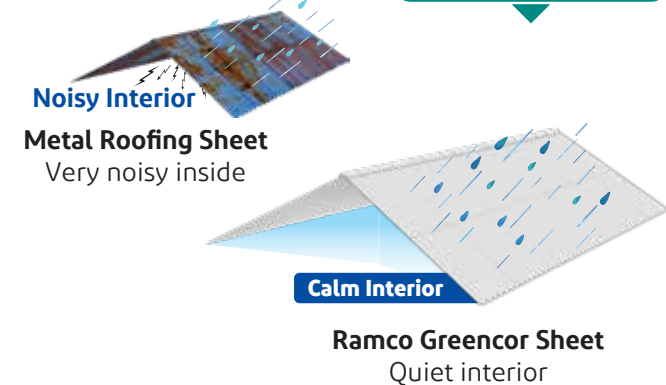 Noisy Interior
Metal Roofing Sheet
Very noisy inside
Calm Interior
Ramco Greencor Sheet
Quiet interior